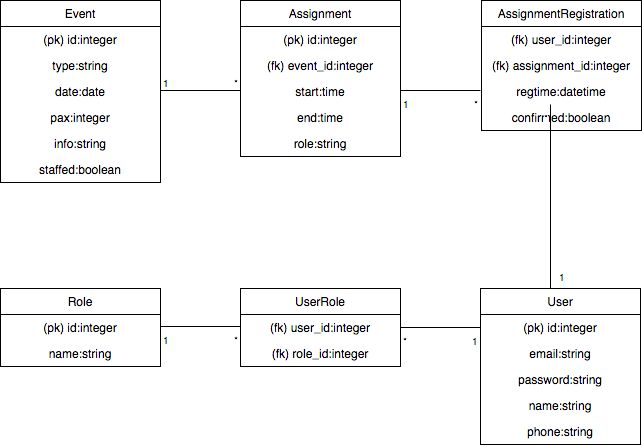 Event
(pk) id:integer
type:string
date:date
pax:integer
info:string
staffed:boolean
1
*
Assignment
(pk) id:integer
(fk) event_id:integer
start:time
end:time
role:string
1
*
AssignmentRegistration
(fk) user_id:integer
(fk) assignment_id:integer
regtime:datetime
confirmed:boolean
*
1
Role
(pk) id:integer
name:string
1
*
UserRole
(fk) user_id:integer
(fk) role_id:integer
*
1
User
(pk) id:integer
email:string
password:string
name:string
phone:string